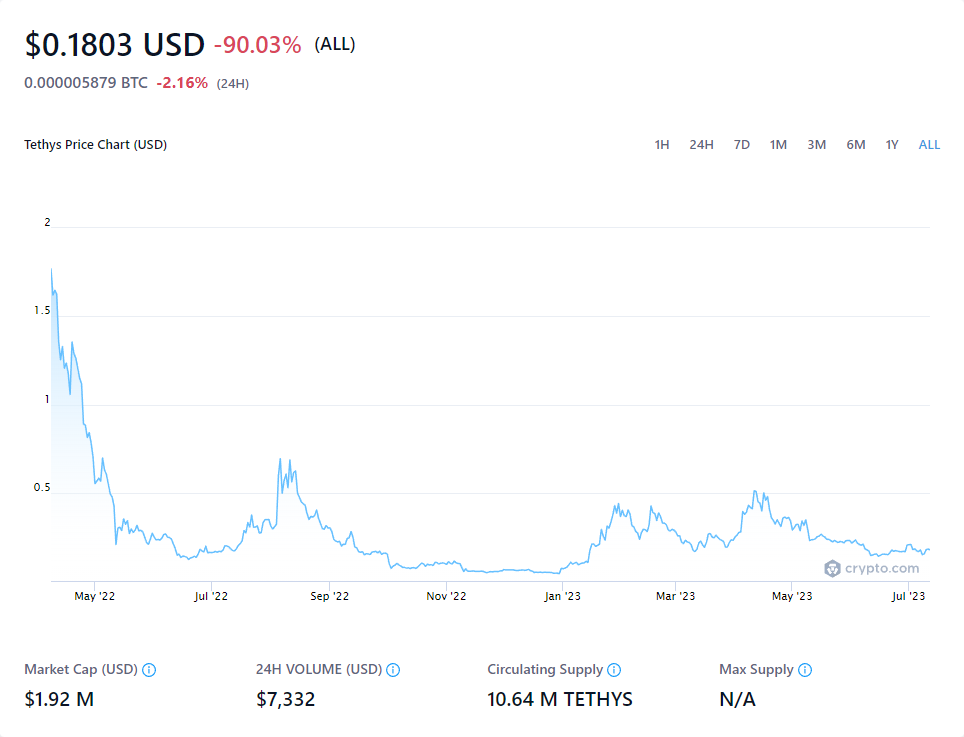 $0.1803 USD -90.03% (ALL)
0.000005879 BTC -2.16% (24H)
Tethys Price Chart (USD) 1H 24H 7D 1M 3M 6M 1Y ALL
2
1.5
1
0.5
crypto.com
May '22 Jul '22 Sep '22 Nov '22 Jan '23 Mar '23 May '23 Jul '23
Market Cap (USD) 24H VOLUME (USD) Circulating Supply Max Supply
$1.92 M $7,332 10.64 M TETHYS N/A